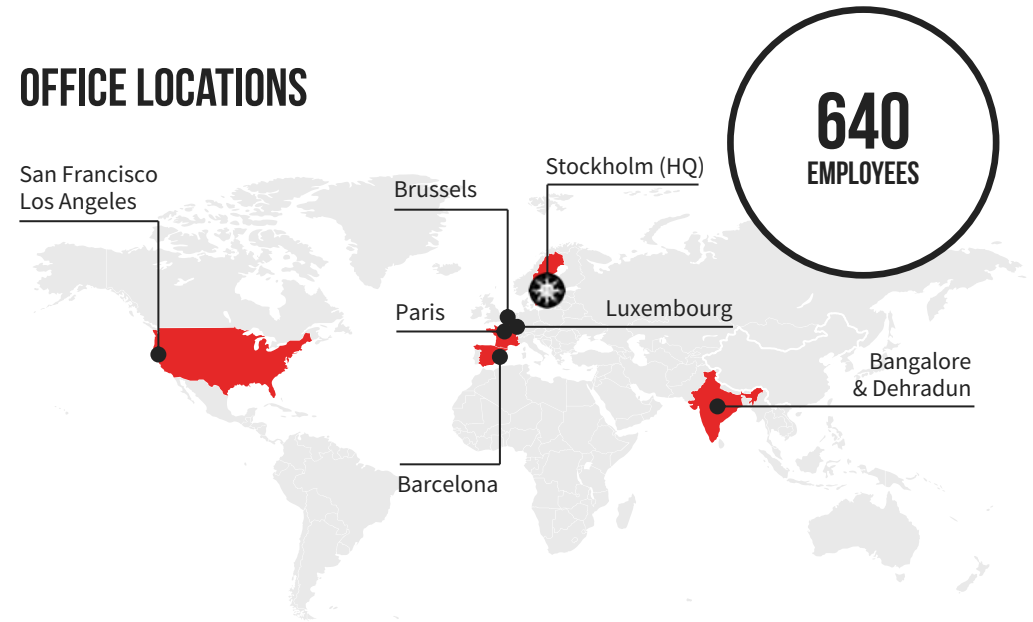 OFFICE LOCATIONS
640
EMPLOYEES
San Francisco
Los Angeles
Brussels
Stockholm (HQ)
Paris
Luxembourg
Bangalore
& Dehradun
Barcelona